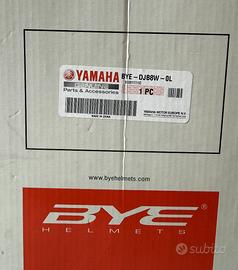 YAMAHA
GENUINE
Parts & Accessories
BYE-DJB8W-0L
1 PC
YAMAHA MOTOR EUROPE N.V.
MADE IN CHINA
www.byehelmets.com
BYE
HELMETS
subito